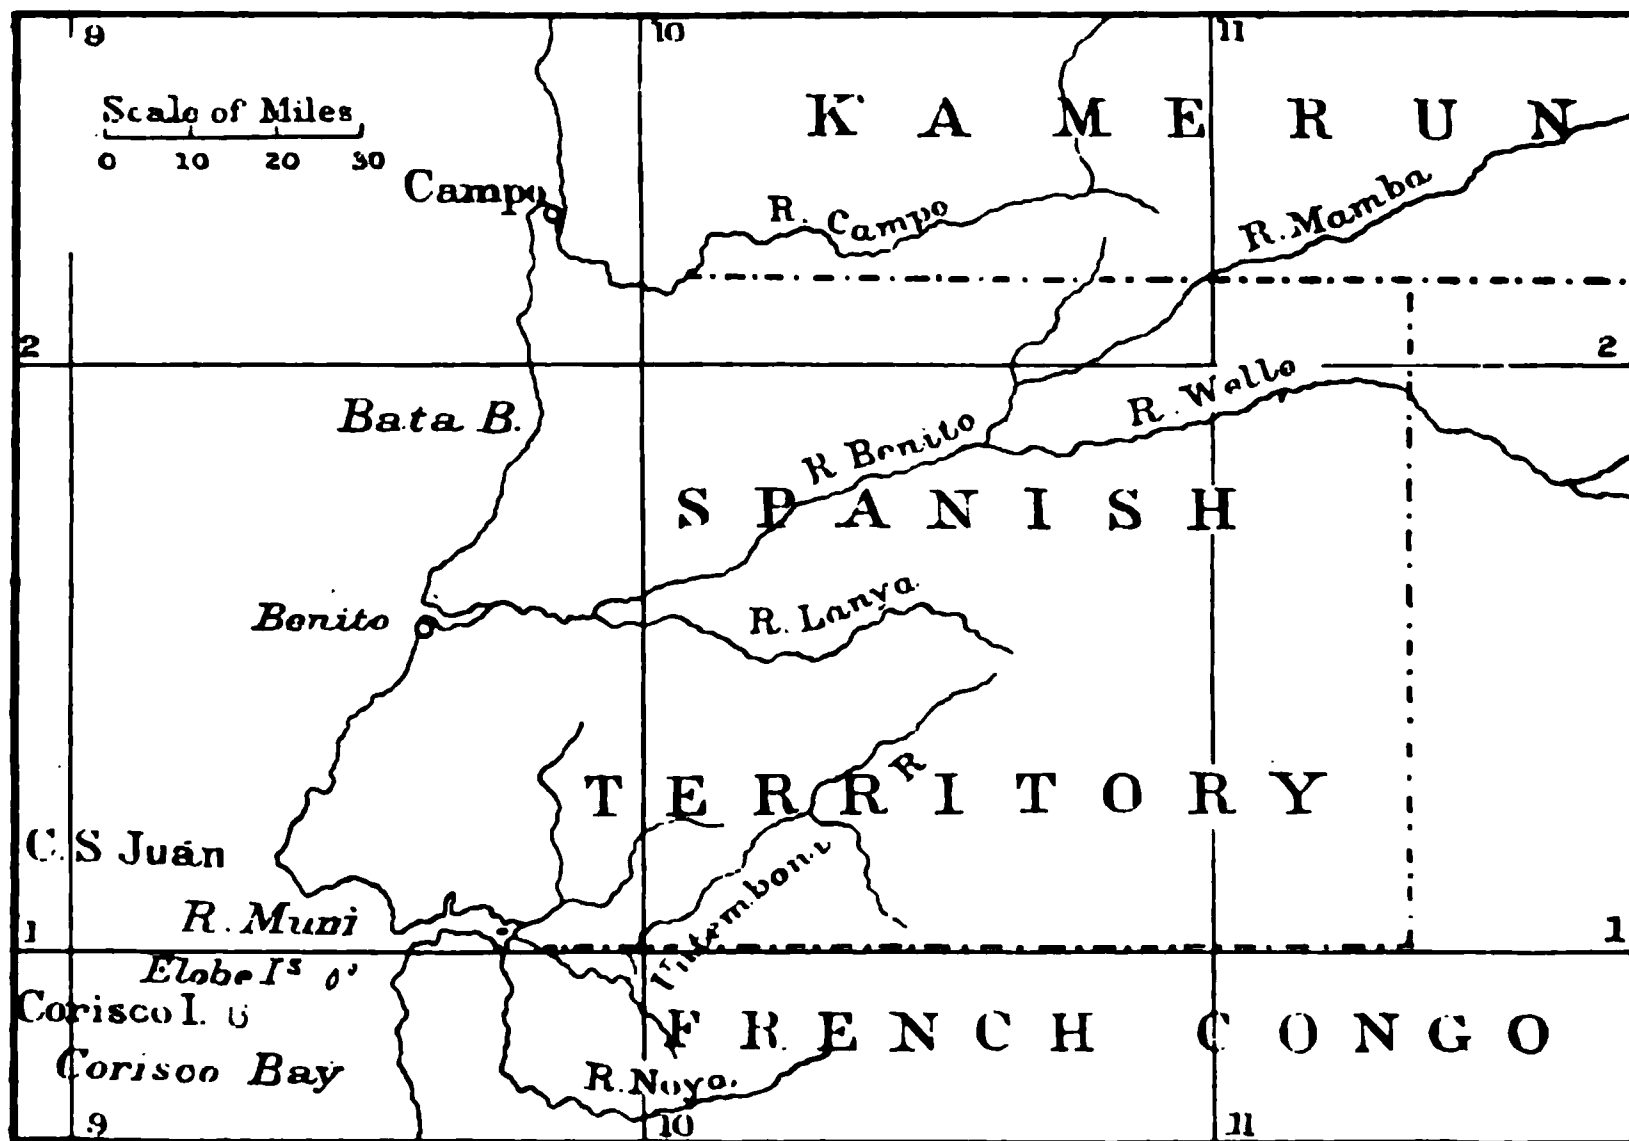 9 10 11
Scale of Miles
0 10 20 30
KAMERUN
Campo
R. Campo
R. Mamba
2 2
Bata B.
R. Wello
R Benito
SPANISH
Benito
R. Lanya.
R
TERRITORY
C. S Juán
R. Muni
1 1
Elobe Is
Corisco I.
FRENCH CONGO
Corisco Bay
R. Noya.
9 10 11